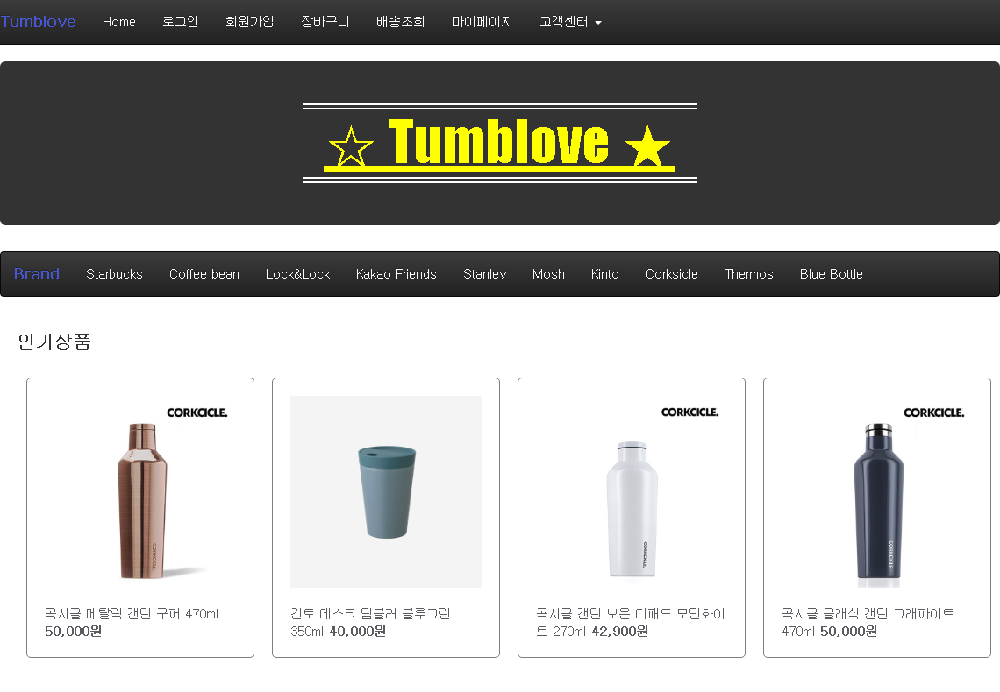 Tumblove Home 로그인 회원가입 장바구니 배송조회 마이페이지 고객센터
☆ Tumblove ★
Brand Starbucks Coffee bean Lock&Lock Kakao Friends Stanley Mosh Kinto Corksicle Thermos Blue Bottle
인기상품
CORKCICLE.
CORKCICLE.
콕시클 메탈릭 캔틴 쿠퍼 470ml
50,000원
킨토 데스크 텀블러 블루그린
350ml 40,000원
CORKCICLE.
CORKCICLE.
콕시클 캔틴 보온 디패드 모던화이
트 270ml 42,900원
CORKCICLE.
CORKCICLE.
콕시클 클래식 캔틴 그래파이트
470ml 50,000원